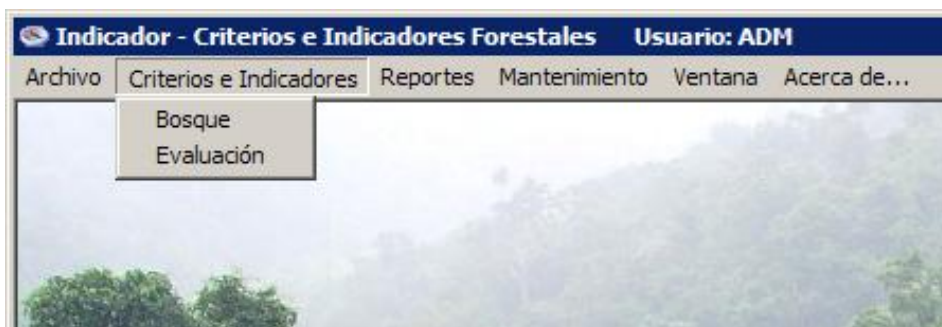 Indicador - Criterios e Indicadores Forestales Usuario: ADM
Archivo Criterios e Indicadores Reportes Mantenimiento Ventana Acerca de...
Bosque
Evaluación